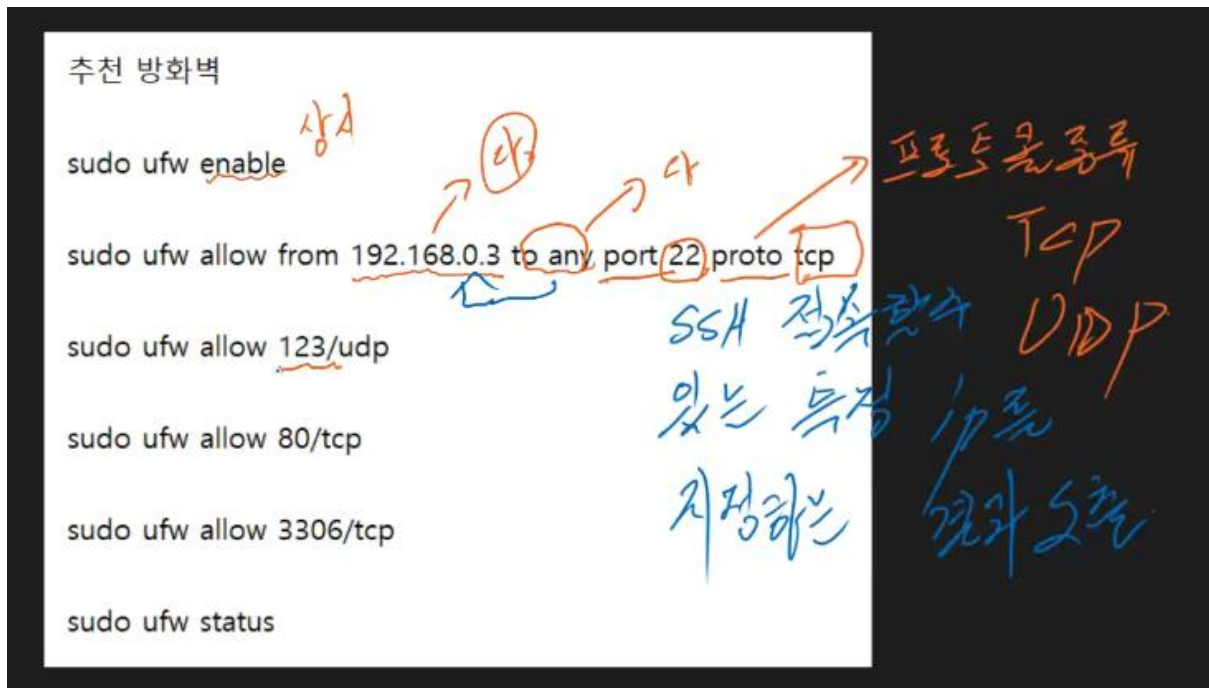 추천 방화벽
상시
sudo ufw enable
프로토콜 종류
sudo ufw allow from 192.168.0.3 to any port 22 proto tcp
TCP
UDP
SSH 접속할수
있는 특정 ip를
지정하는
sudo ufw allow 123/udp
sudo ufw allow 80/tcp
sudo ufw allow 3306/tcp
sudo ufw status